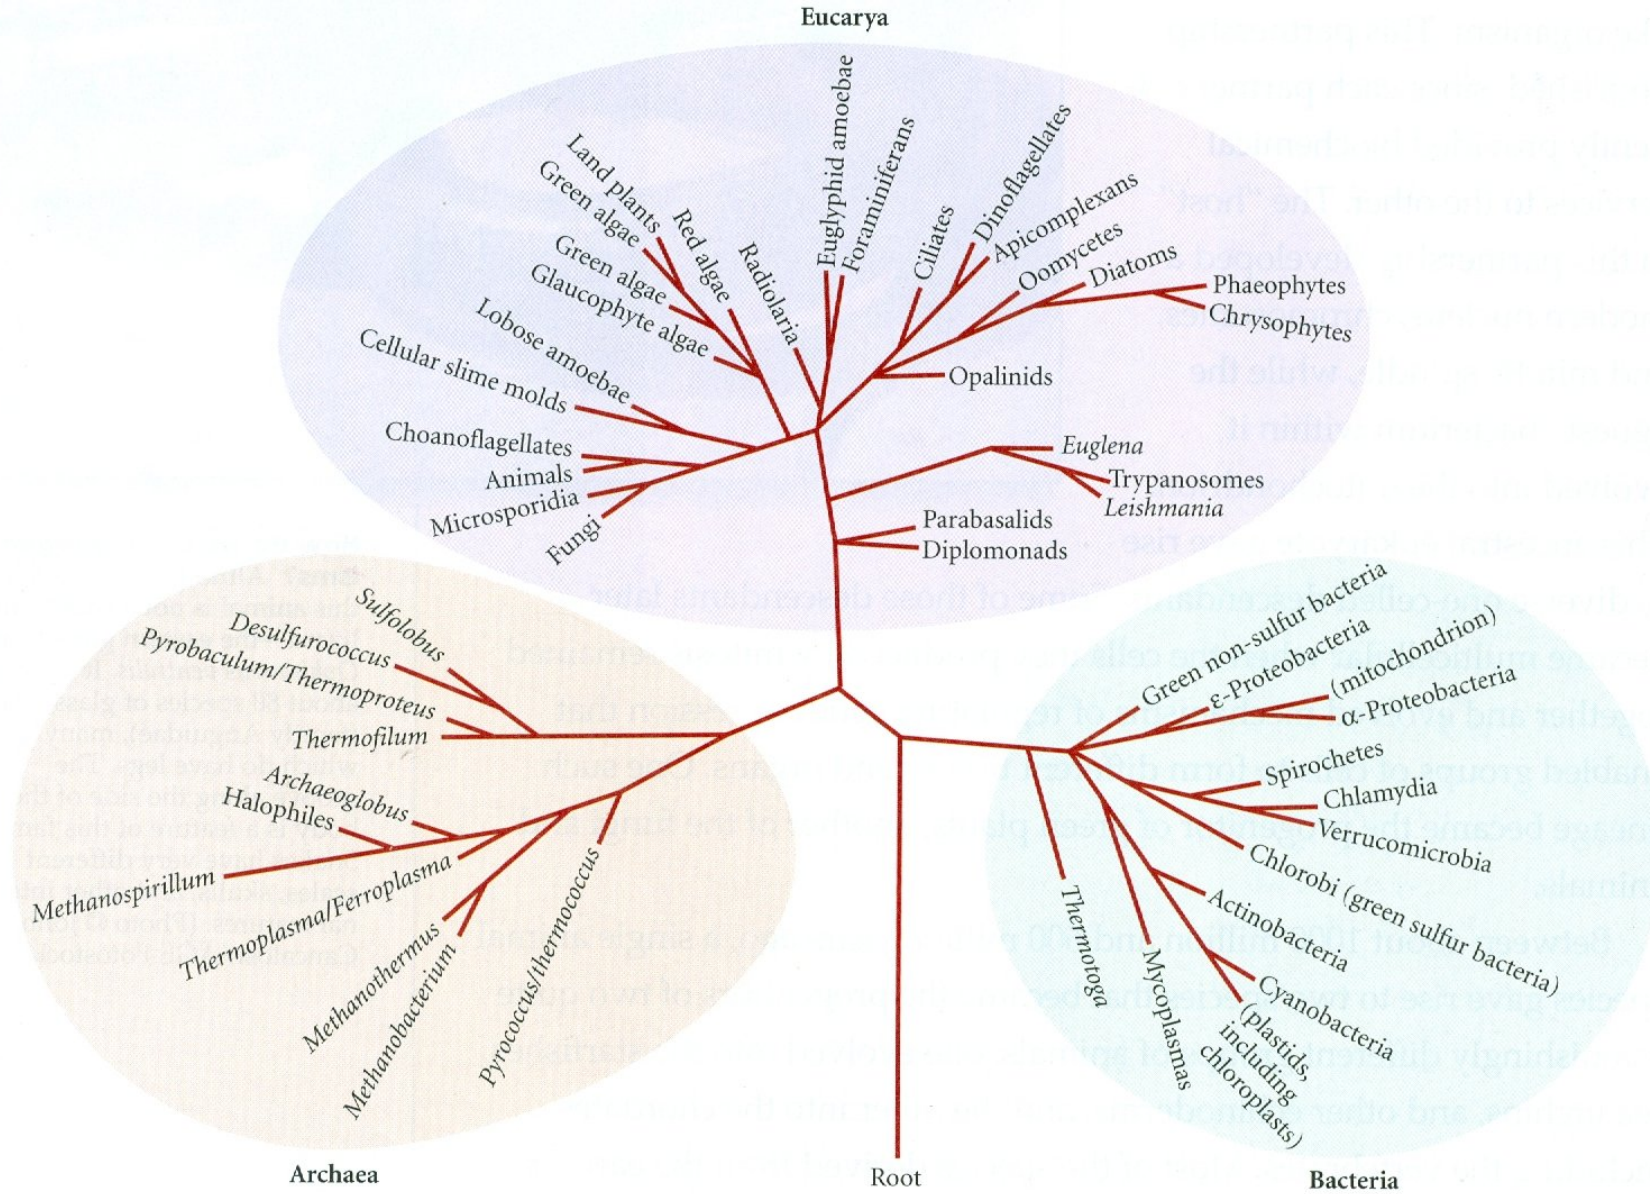 Eucarya
Land plants
Green algae
Green algae
Glaucophyte algae
Red algae
Radiolaria
Euglyphid amoebae
Foraminiferans
Ciliates
Dinoflagellates
Apicomplexans
Oomycetes
Diatoms
Phaeophytes
Chrysophytes
Opalinids
Lobose amoebae
Cellular slime molds
Choanoflagellates
Animals
Microsporidia
Fungi
Euglena
Trypanosomes
Leishmania
Parabasalids
Diplomonads
Sulfolobus
Desulfurococcus
Pyrobaculum/Thermoproteus
Thermofilum
Archaeoglobus
Halophiles
Methanospirillum
Thermoplasma/Ferroplasma
Methanothermus
Methanobacterium
Pyrococcus/thermococcus
Archaea
Green non-sulfur bacteria
ε-Proteobacteria
(mitochondrion)
α-Proteobacteria
Spirochetes
Chlamydia
Verrucomicrobia
Chlorobi (green sulfur bacteria)
Actinobacteria
Cyanobacteria
(plastids,
including
chloroplasts)
Mycoplasmas
Thermotoga
Root
Bacteria